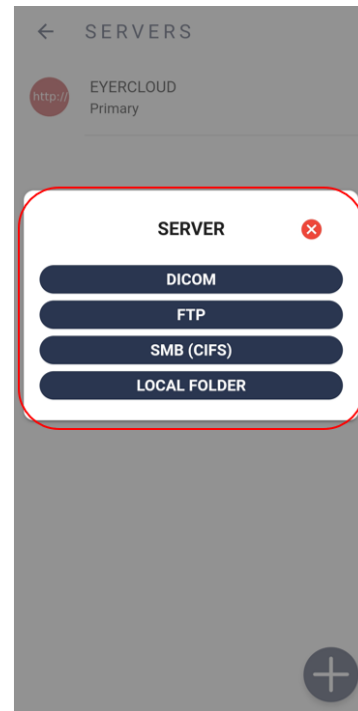 SERVERS
http://
EYERCLOUD
Primary
SERVER
DICOM
FTP
SMB (CIFS)
LOCAL FOLDER